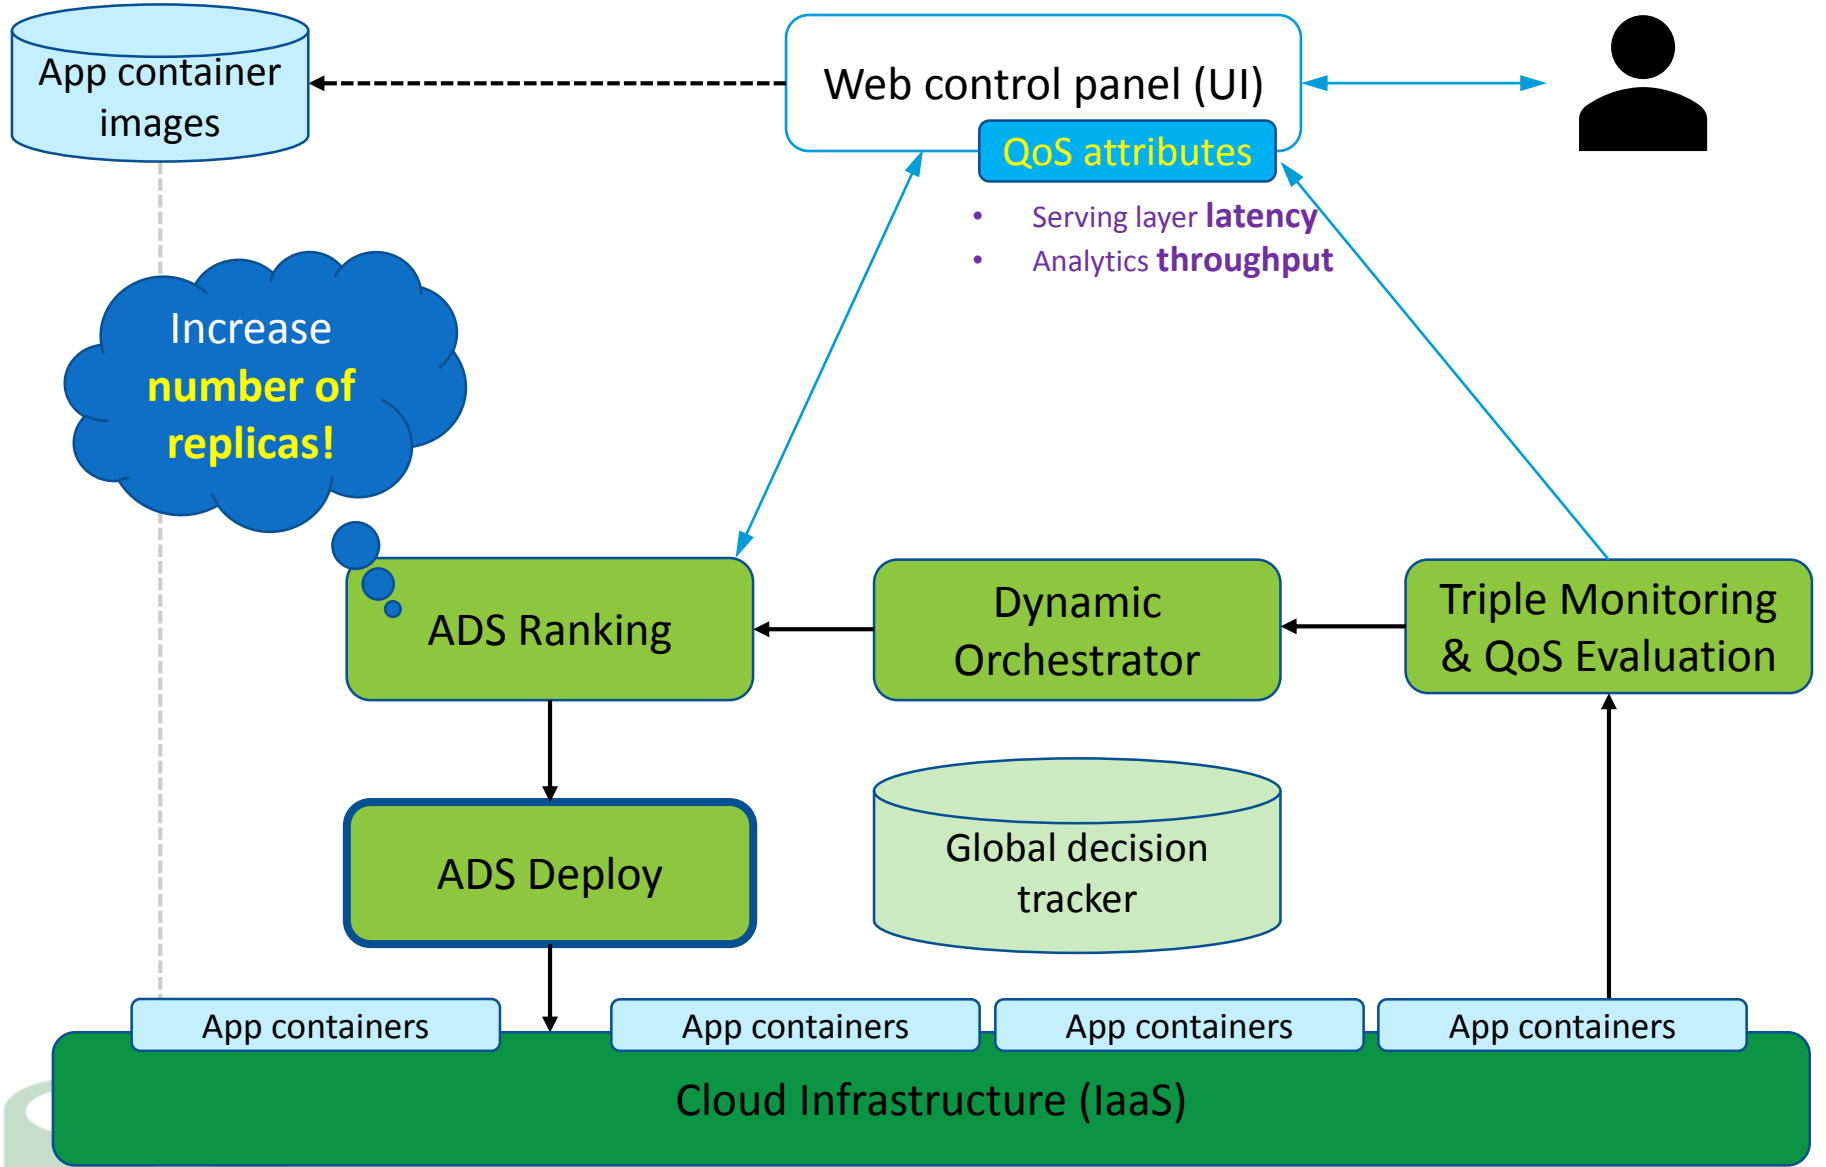 App container
images
Web control panel (UI)
QoS attributes
• Serving layer latency
• Analytics throughput
Increase
number of
replicas!
ADS Ranking
Dynamic
Orchestrator
Triple Monitoring
& QoS Evaluation
ADS Deploy
Global decision
tracker
App containers
App containers
App containers
App containers
Cloud Infrastructure (IaaS)